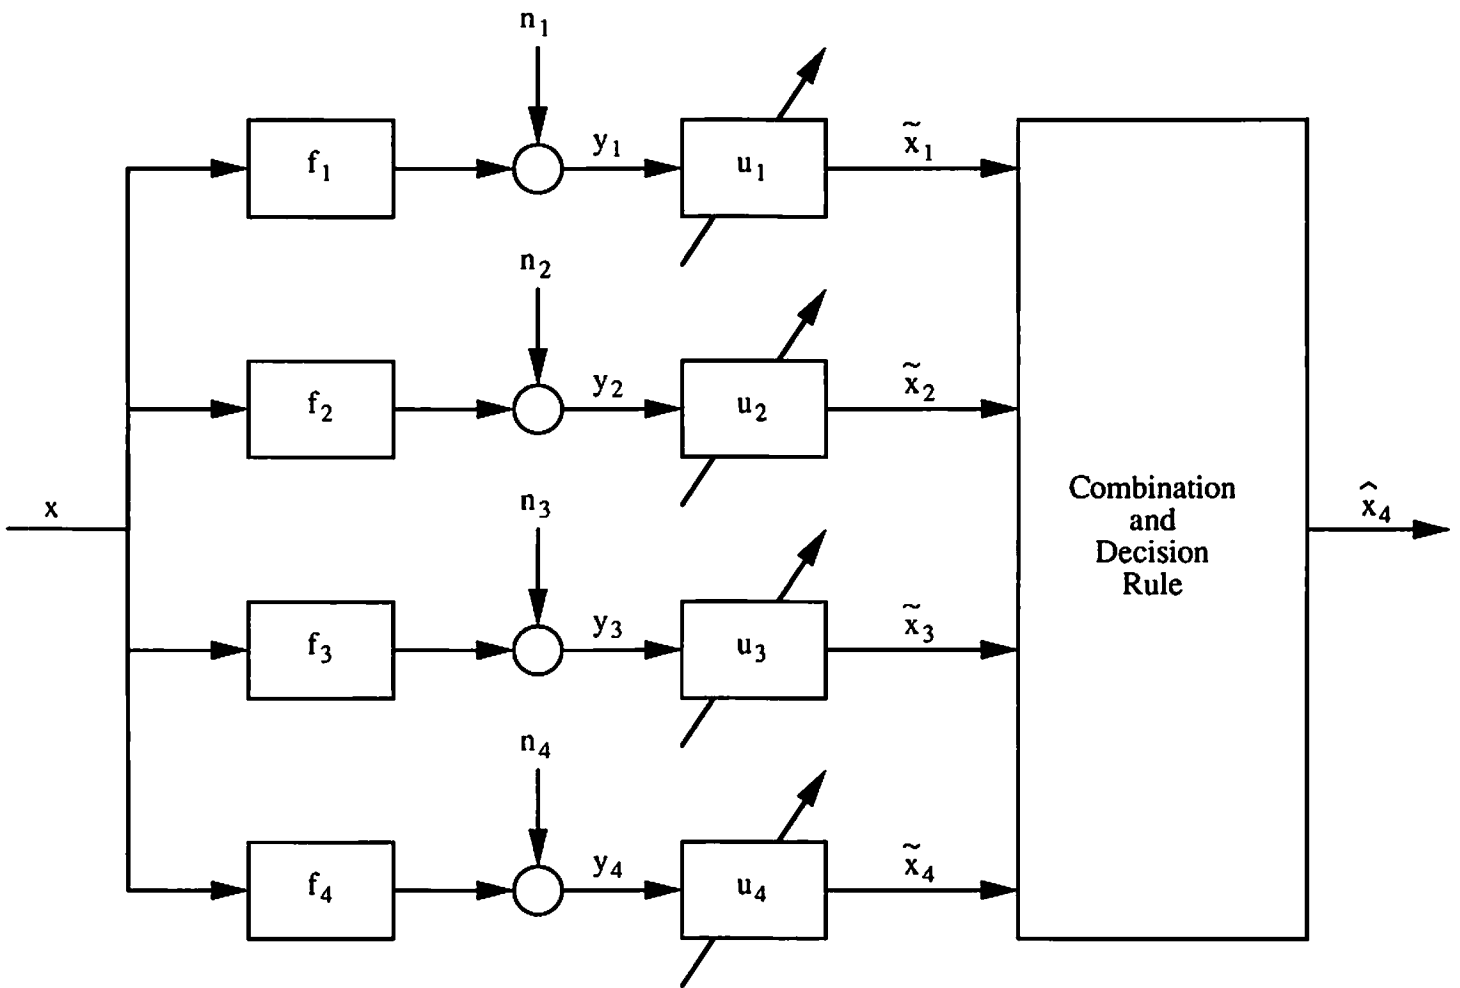 n1
f1
y1
u1
x̃1
n2
f2
y2
u2
x̃2
x
n3
Combination
and
Decision
Rule
x̂4
f3
y3
u3
x̃3
n4
f4
y4
u4
x̃4